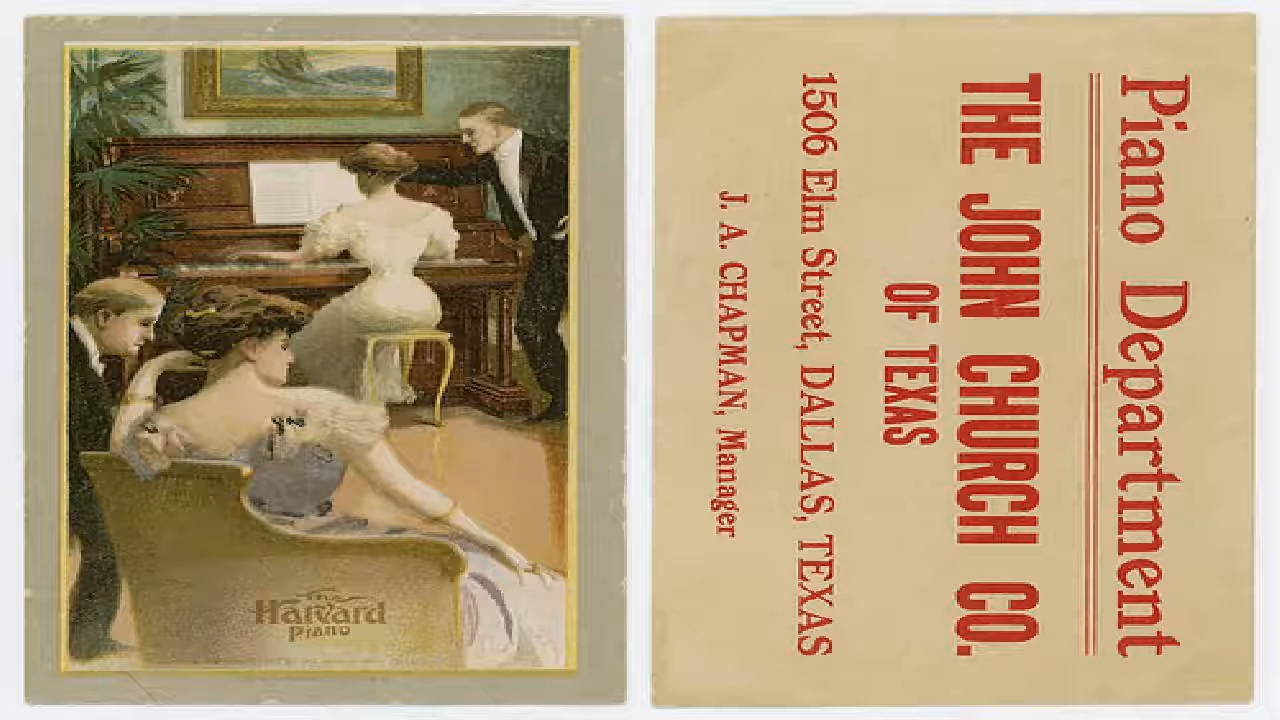 The
Harvard
Piano
Piano Department
THE JOHN CHURCH CO.
OF TEXAS
1506 Elm Street, DALLAS, TEXAS
J. A. CHAPMAN, Manager